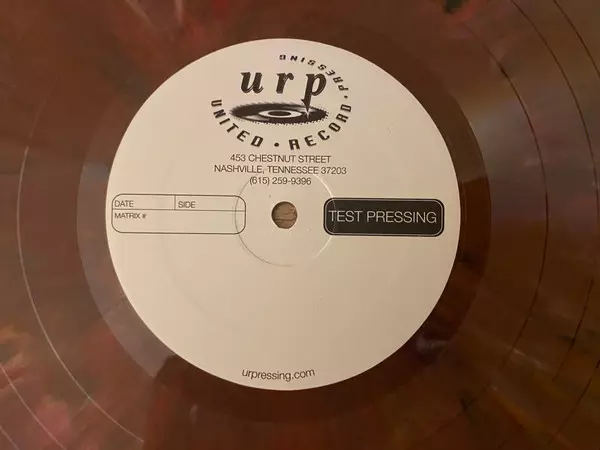 urp
UNITED • RECORD • PRESSING
453 CHESTNUT STREET
NASHVILLE, TENNESSEE 37203
(615) 259-9396
DATE SIDE
MATRIX #
TEST PRESSING
urpressing.com